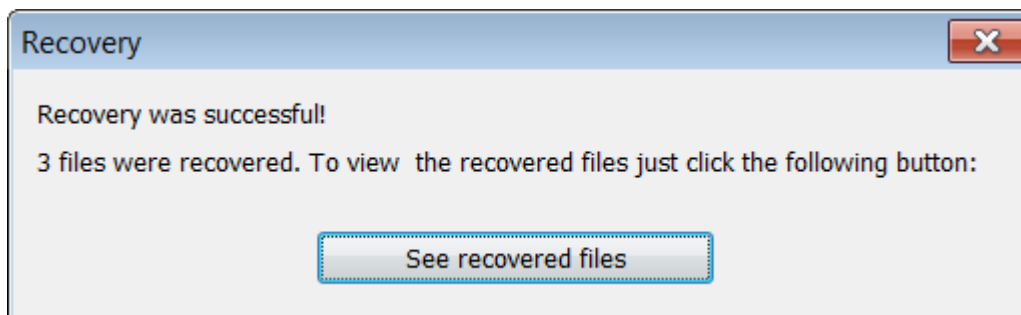 Recovery
Recovery was successful!
3 files were recovered. To view  the recovered files just click the following button:
See recovered files